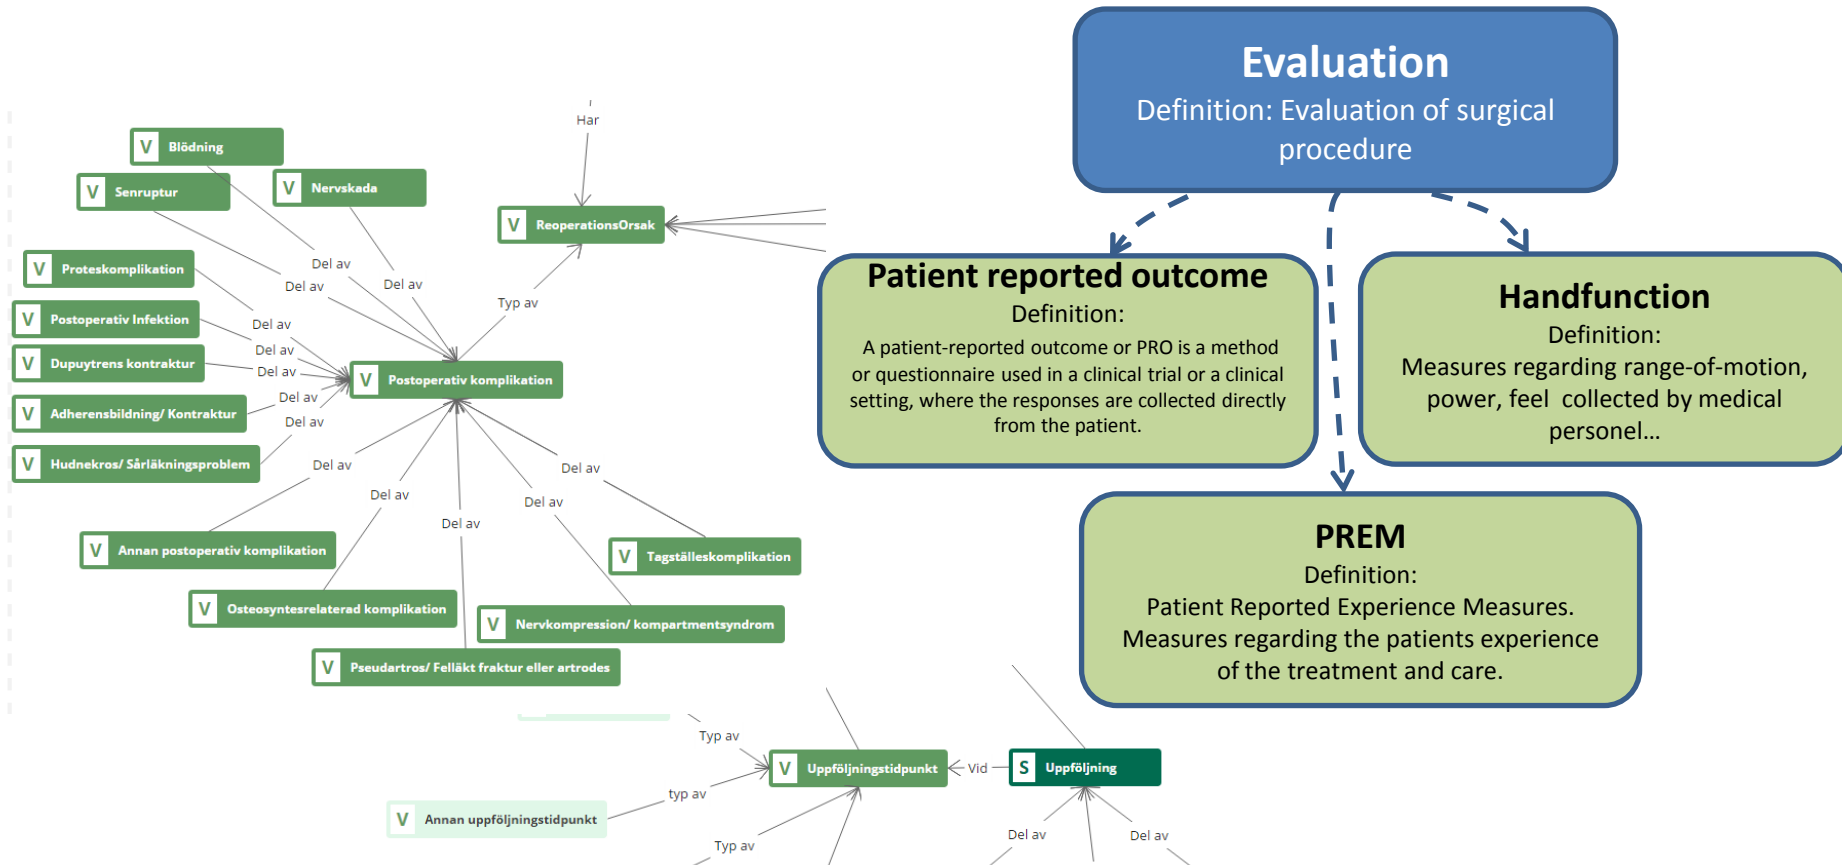 Evaluation
Definition: Evaluation of surgical
procedure
Har
V Blödning
V Senruptur
V Nervskada
V ReoperationsOrsak
Del av
Del av
Del av
Typ av
V Proteskomplikation
V Postoperativ Infektion
V Dupuytrens kontraktur
V Adherensbildning/ Kontraktur
V Hudnekros/ Sårläkningsproblem
Del av
Del av
Del av
Del av
Del av
V Postoperativ komplikation
Del av
Del av
Del av
Del av
Del av
V Annan postoperativ komplikation
V Tagställeskomplikation
V Osteosyntesrelaterad komplikation
V Nervkompression/ kompartmentsyndrom
V Pseudartros/ Felläkt fraktur eller artrodes
Patient reported outcome
Definition:
A patient-reported outcome or PRO is a method
or questionnaire used in a clinical trial or a clinical
setting, where the responses are collected directly
from the patient.
Handfunction
Definition:
Measures regarding range-of-motion,
power, feel  collected by medical
personel...
PREM
Definition:
Patient Reported Experience Measures.
Measures regarding the patients experience
of the treatment and care.
Typ av
V Uppföljningstidpunkt
Vid
S Uppföljning
typ av
V Annan uppföljningstidpunkt
Typ av
Del av
Del av